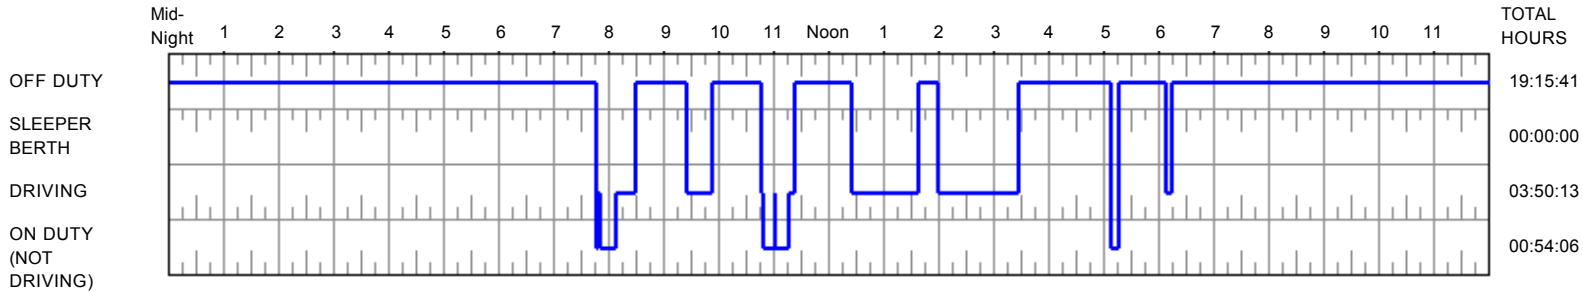 Mid-
Night 1 2 3 4 5 6 7 8 9 10 11 Noon 1 2 3 4 5 6 7 8 9 10 11
TOTAL
HOURS
OFF DUTY 19:15:41
SLEEPER
BERTH 00:00:00
DRIVING 03:50:13
ON DUTY
(NOT
DRIVING) 00:54:06